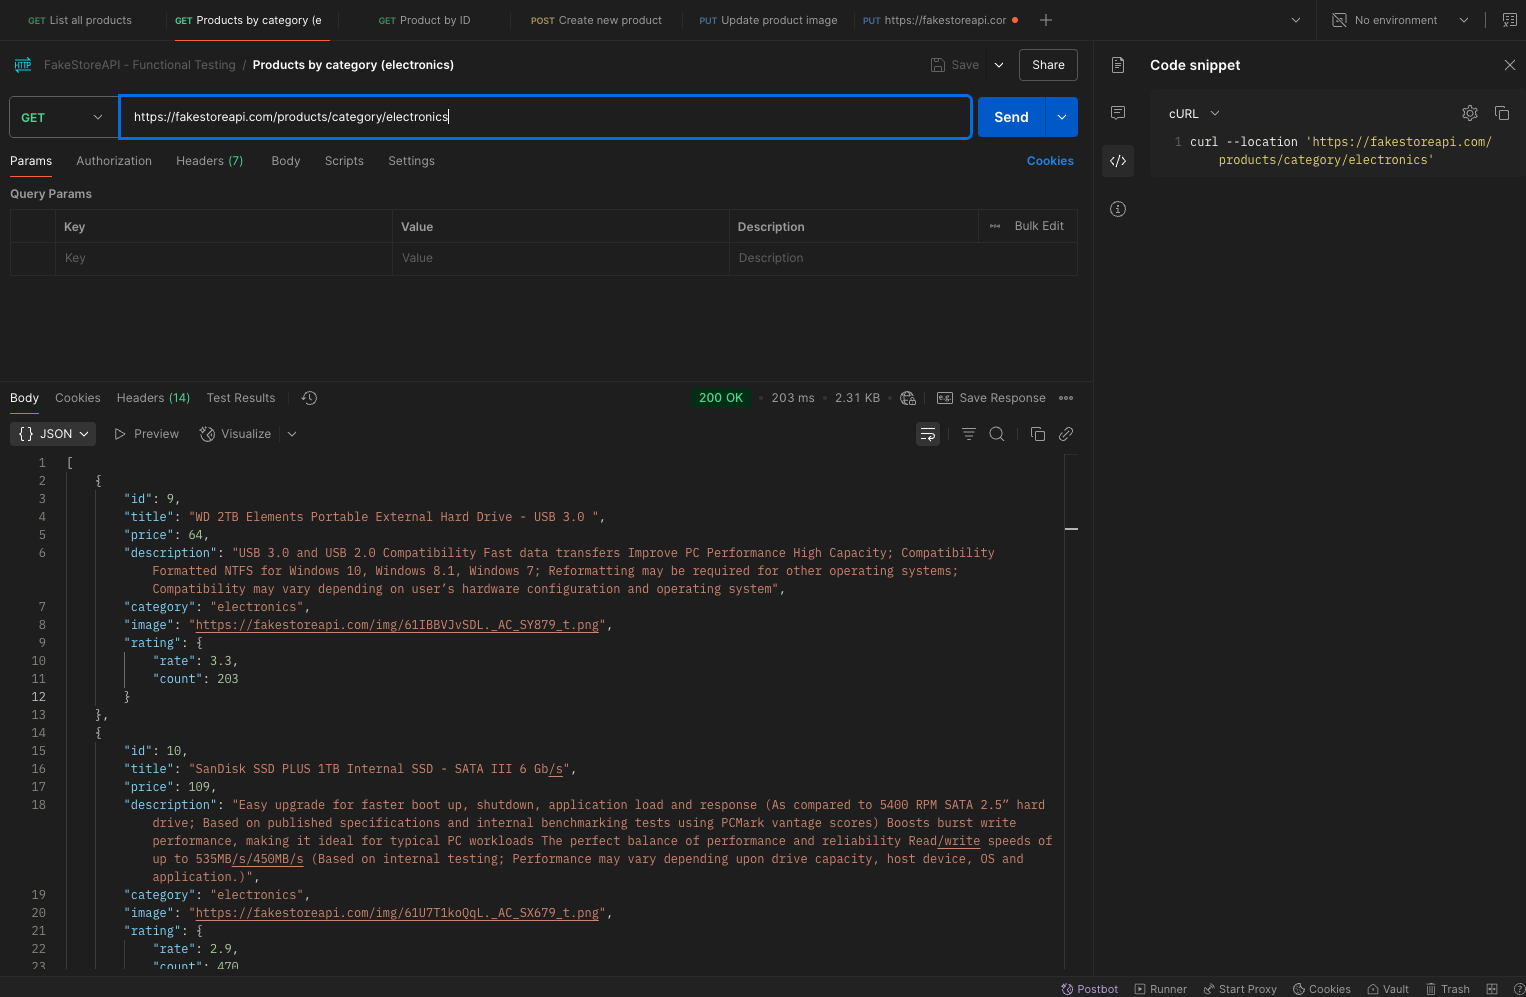 GET List all products
GET Products by category (e
GET Product by ID
POST Create new product
PUT Update product image
PUT https://fakestoreapi.cor
No environment
HTTP FakeStoreAPI - Functional Testing / Products by category (electronics)
Save
Share
GET
https://fakestoreapi.com/products/category/electronics
Send
Params Authorization Headers (7) Body Scripts Settings
Cookies
Query Params
Key Value Description
Bulk Edit
Key Value Description
Code snippet
cURL
1 curl --location 'https://fakestoreapi.com/
products/category/electronics'
Body Cookies Headers (14) Test Results
200 OK • 203 ms • 2.31 KB •
e.g. Save Response
{} JSON
Preview
Visualize
1 [
2 {
3 "id": 9,
4 "title": "WD 2TB Elements Portable External Hard Drive - USB 3.0 ",
5 "price": 64,
6 "description": "USB 3.0 and USB 2.0 Compatibility Fast data transfers Improve PC Performance High Capacity; Compatibility
Formatted NTFS for Windows 10, Windows 8.1, Windows 7; Reformatting may be required for other operating systems;
Compatibility may vary depending on user’s hardware configuration and operating system",
7 "category": "electronics",
8 "image": "https://fakestoreapi.com/img/61IBBVJvSDL._AC_SY879_t.png",
9 "rating": {
10 "rate": 3.3,
11 "count": 203
12 }
13 },
14 {
15 "id": 10,
16 "title": "SanDisk SSD PLUS 1TB Internal SSD - SATA III 6 Gb/s",
17 "price": 109,
18 "description": "Easy upgrade for faster boot up, shutdown, application load and response (As compared to 5400 RPM SATA 2.5” hard
drive; Based on published specifications and internal benchmarking tests using PCMark vantage scores) Boosts burst write
performance, making it ideal for typical PC workloads The perfect balance of performance and reliability Read/write speeds of
up to 535MB/s/450MB/s (Based on internal testing; Performance may vary depending upon drive capacity, host device, OS and
application.)",
19 "category": "electronics",
20 "image": "https://fakestoreapi.com/img/61U7T1koQqL._AC_SX679_t.png",
21 "rating": {
22 "rate": 2.9,
23 "count": 470
Postbot Runner Start Proxy Cookies Vault Trash